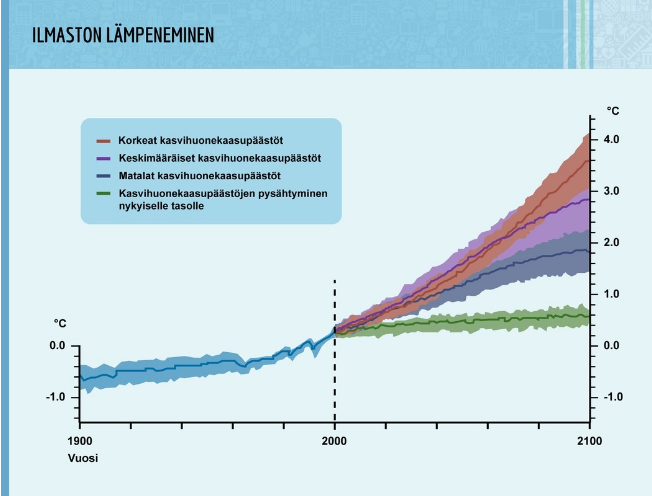 ILMASTON LÄMPENEMINEN
°C
Korkeat kasvihuonekaasupäästöt
Keskimääräiset kasvihuonekaasupäästöt
Matalat kasvihuonekaasupäästöt
Kasvihuonekaasupäästöjen pysähtyminen
nykyiselle tasolle
4.0
3.0
2.0
1.0
0.0
-1.0
°C
0.0
-1.0
1900
2000
2100
Vuosi